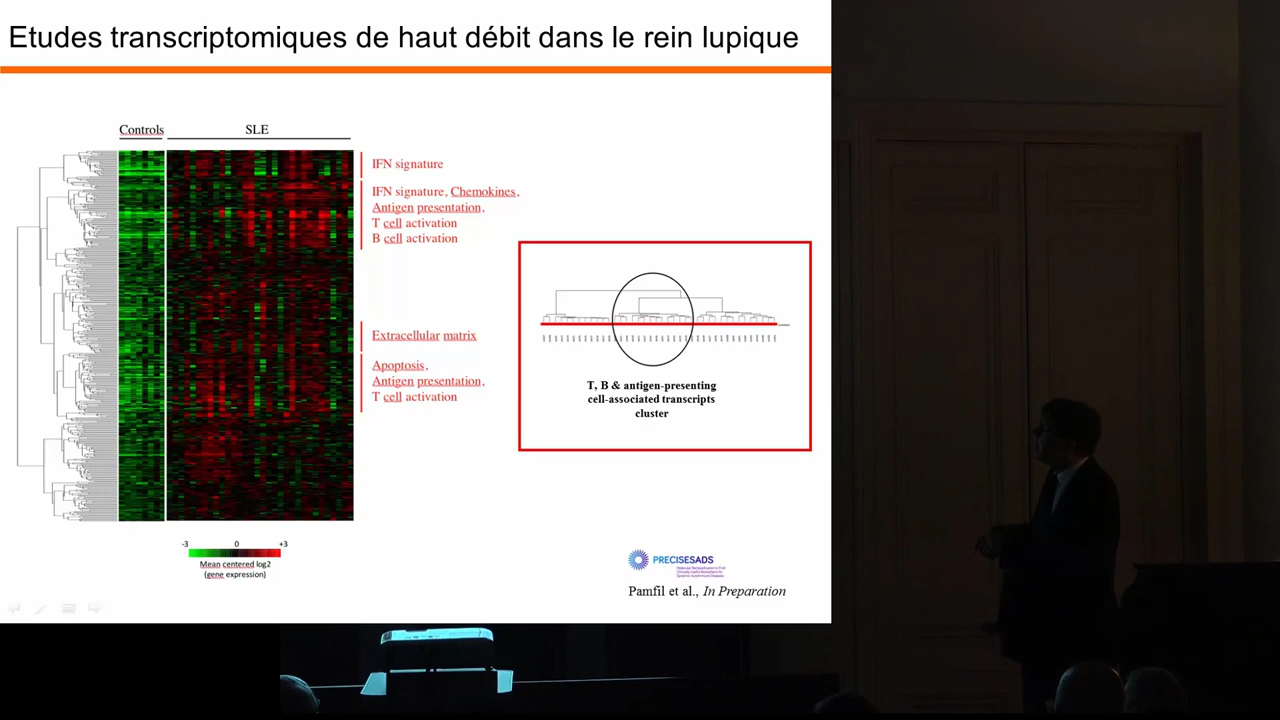 Etudes transcriptomiques de haut débit dans le rein lupique
Controls
SLE
IFN signature
IFN signature, Chemokines,
Antigen presentation,
T cell activation
B cell activation
Extracellular matrix
Apoptosis,
Antigen presentation,
T cell activation
T, B & antigen-presenting
cell-associated transcripts
cluster
-3 0 +3
Mean centered log2
(gene expression)
PRECISESADS
Pamfil et al., In Preparation